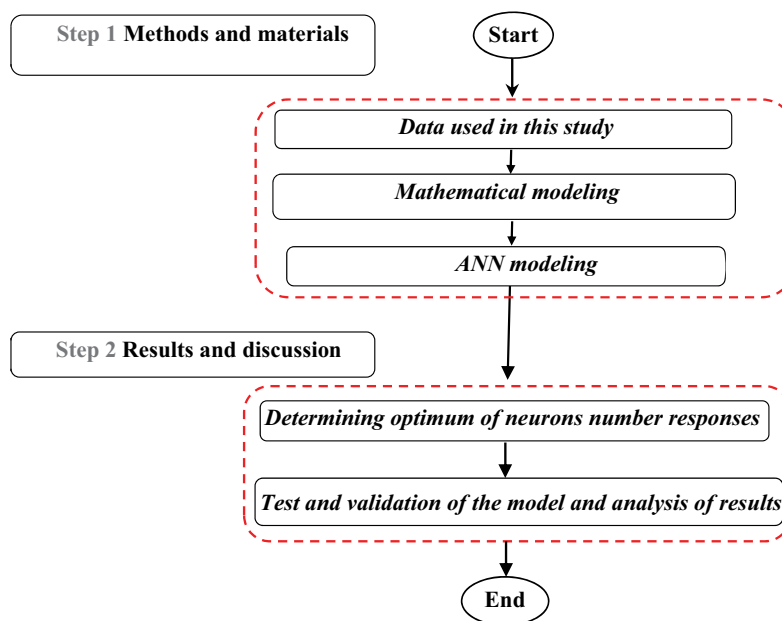 Step 1 Methods and materials
Start
Data used in this study
Mathematical modeling
ANN modeling
Step 2 Results and discussion
Determining optimum of neurons number responses
Test and validation of the model and analysis of results
End